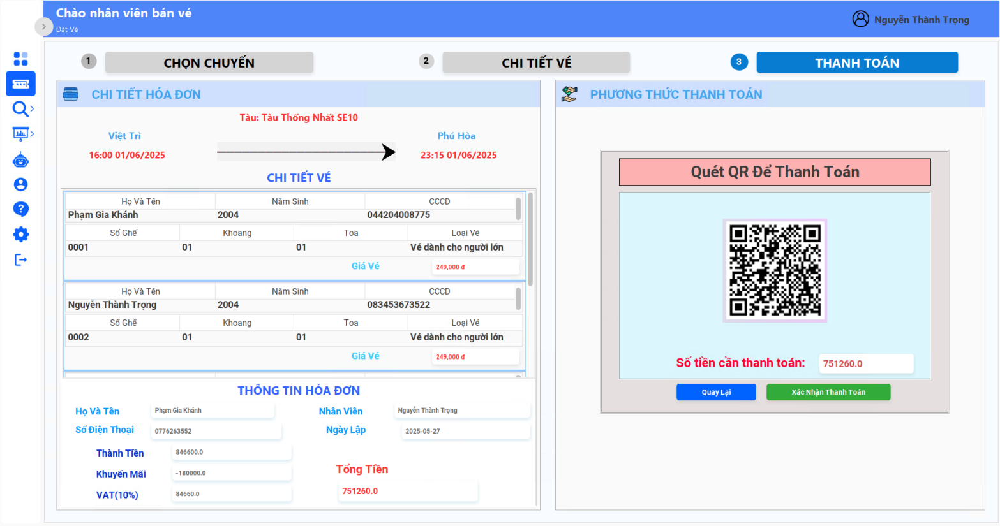 Chào nhân viên bán vé
Đặt Vé
Nguyễn Thành Trọng
1 CHỌN CHUYẾN
2 CHI TIẾT VÉ
3 THANH TOÁN
CHI TIẾT HÓA ĐƠN
Tàu: Tàu Thống Nhất SE10
Việt Trì Phú Hòa
16:00 01/06/2025 23:15 01/06/2025
CHI TIẾT VÉ
Họ Và Tên Năm Sinh CCCD
Phạm Gia Khánh 2004 044204008775
Số Ghế Khoang Toa Loại Vé
0001 01 01 Vé dành cho người lớn
Giá Vé 249,000 đ
Họ Và Tên Năm Sinh CCCD
Nguyễn Thành Trọng 2004 083453673522
Số Ghế Khoang Toa Loại Vé
0002 01 01 Vé dành cho người lớn
Giá Vé 249,000 đ
THÔNG TIN HÓA ĐƠN
Họ Và Tên Phạm Gia Khánh Nhân Viên Nguyễn Thành Trọng
Số Điện Thoại 0776263552 Ngày Lập 2025-05-27
Thành Tiền 846600.0
Khuyến Mãi -180000.0
VAT(10%) 84660.0
Tổng Tiền
751260.0
PHƯƠNG THỨC THANH TOÁN
Quét QR Để Thanh Toán
Số tiền cần thanh toán: 751260.0
Quay Lại Xác Nhận Thanh Toán